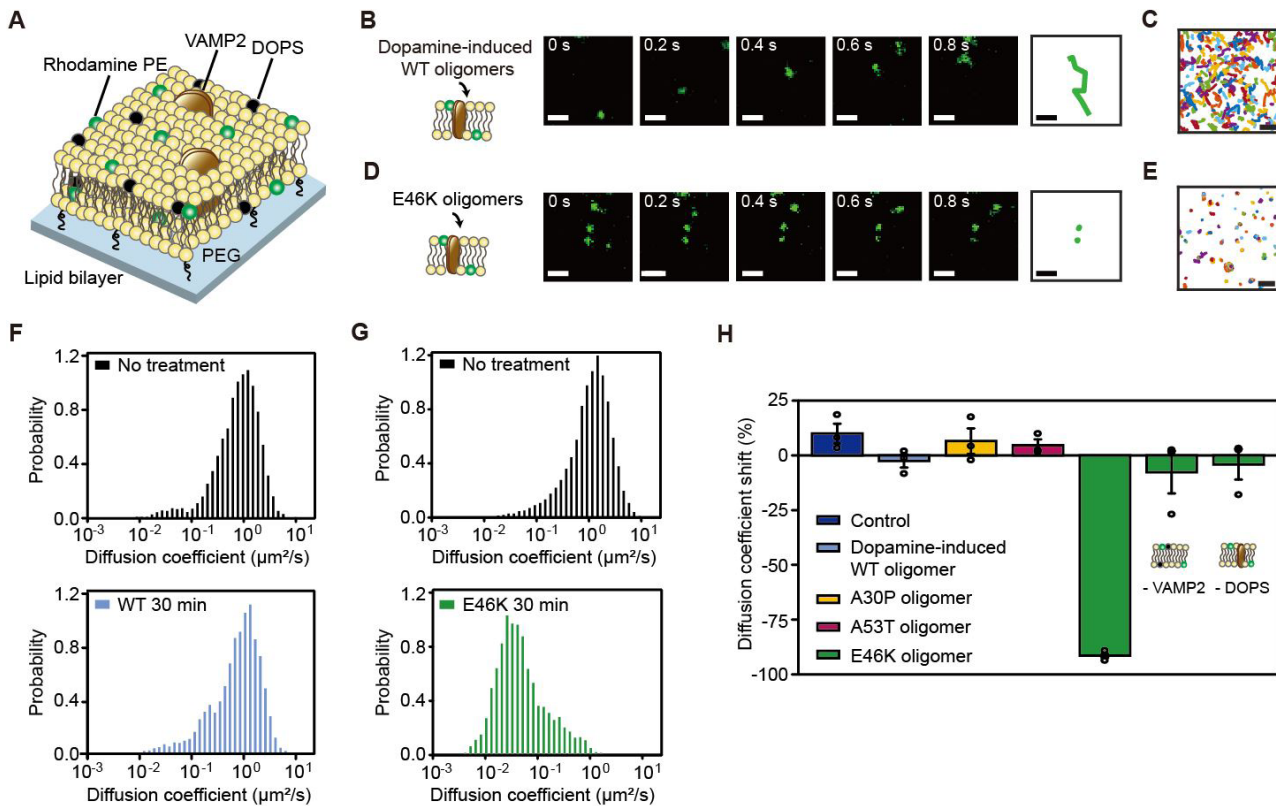 A
VAMP2
DOPS
Rhodamine PE
PEG
Lipid bilayer
B
Dopamine-induced
WT oligomers
0 s
0.2 s
0.4 s
0.6 s
0.8 s
C
D
E46K oligomers
0 s
0.2 s
0.4 s
0.6 s
0.8 s
E
F
No treatment
Probability
1.2
0.8
0.4
0.0
10⁻³ 10⁻² 10⁻¹ 10⁰ 10¹
Diffusion coefficient (µm²/s)
WT 30 min
Probability
1.2
0.8
0.4
0.0
10⁻³ 10⁻² 10⁻¹ 10⁰ 10¹
Diffusion coefficient (µm²/s)
G
No treatment
Probability
1.2
0.8
0.4
0.0
10⁻³ 10⁻² 10⁻¹ 10⁰ 10¹
Diffusion coefficient (µm²/s)
E46K 30 min
Probability
1.2
0.8
0.4
0.0
10⁻³ 10⁻² 10⁻¹ 10⁰ 10¹
Diffusion coefficient (µm²/s)
H
Diffusion coefficient shift (%)
25
0
-25
-50
-75
-100
Control
Dopamine-induced
WT oligomer
A30P oligomer
A53T oligomer
E46K oligomer
- VAMP2
- DOPS